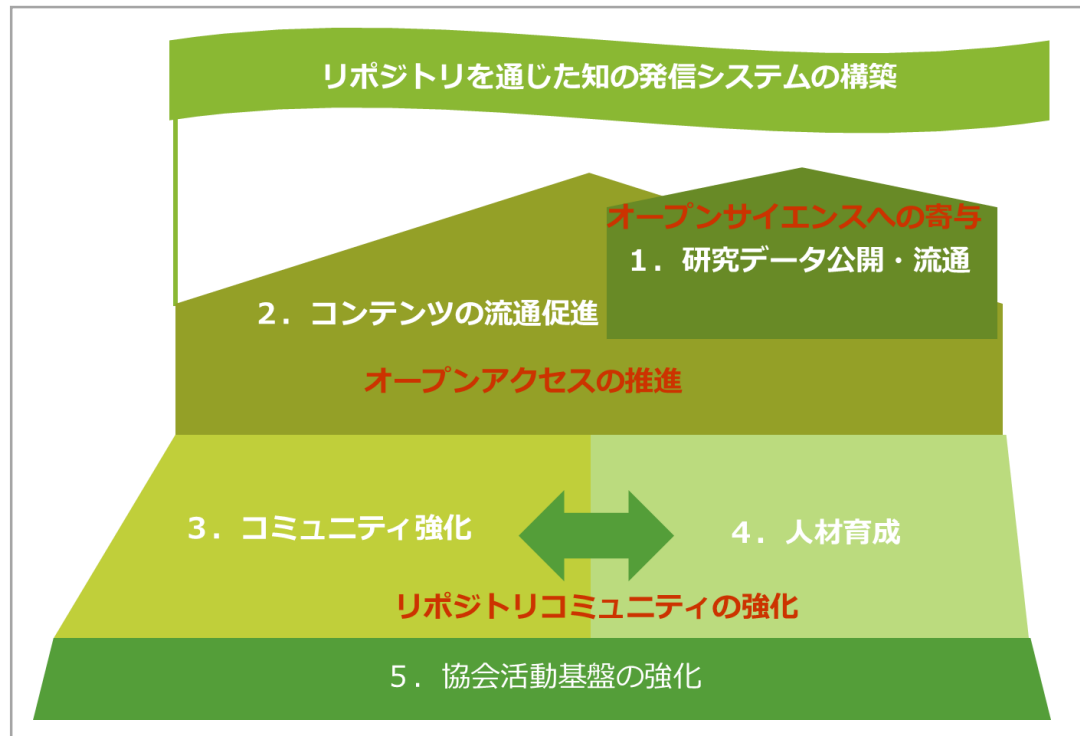 リポジトリを通じた知の発信システムの構築
オープンサイエンスへの寄与
1．研究データ公開・流通
2．コンテンツの流通促進
オープンアクセスの推進
3．コミュニティ強化
4．人材育成
リポジトリコミュニティの強化
5．協会活動基盤の強化